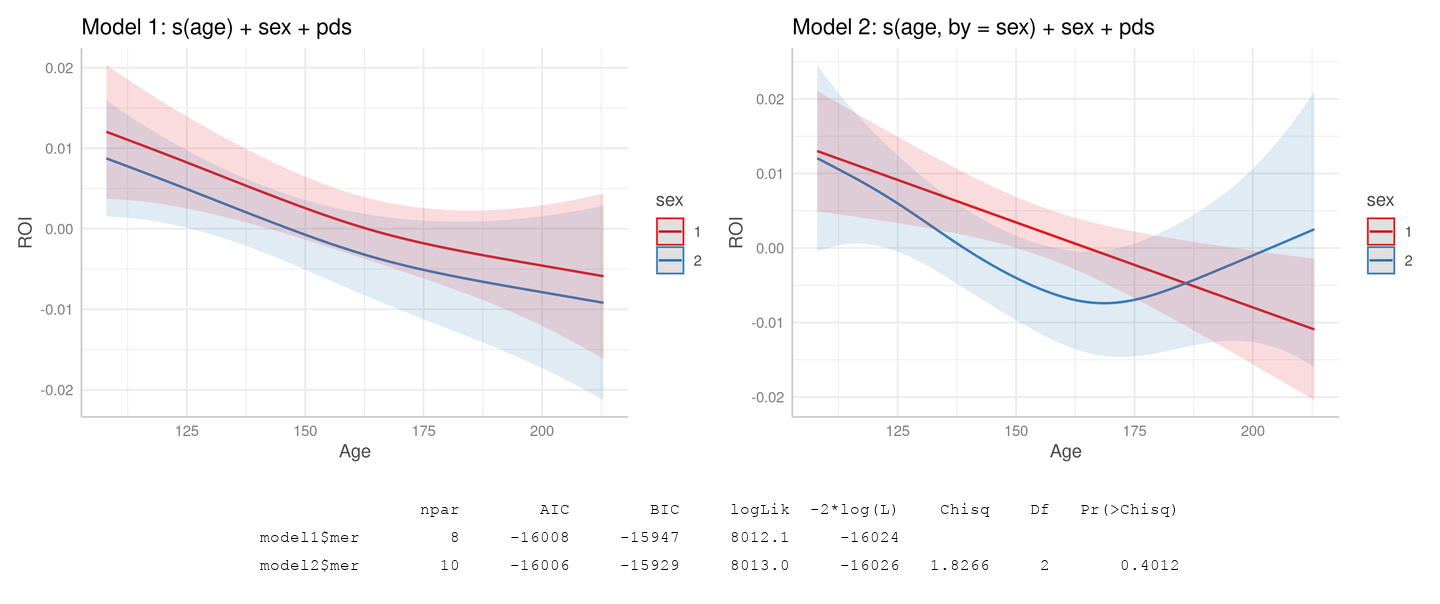 Model 1: s(age) + sex + pds
0.02
0.01
0.00
-0.01
-0.02
ROI
125 150 175 200
Age
sex
1
2
Model 2: s(age, by = sex) + sex + pds
0.02
0.01
0.00
-0.01
-0.02
ROI
125 150 175 200
Age
sex
1
2
npar AIC BIC logLik -2*log(L) Chisq Df Pr(>Chisq)
model1$mer 8 -16008 -15947 8012.1 -16024
model2$mer 10 -16006 -15929 8013.0 -16026 1.8266 2 0.4012